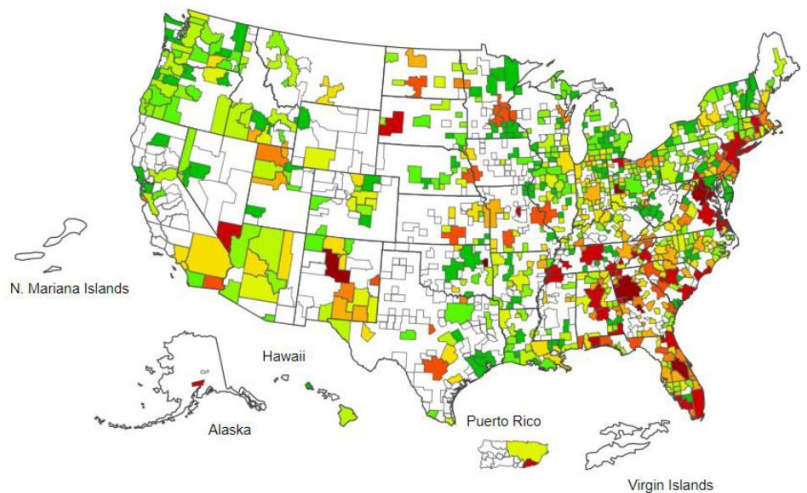 N. Mariana Islands
Hawaii
Alaska
Puerto Rico
Virgin Islands